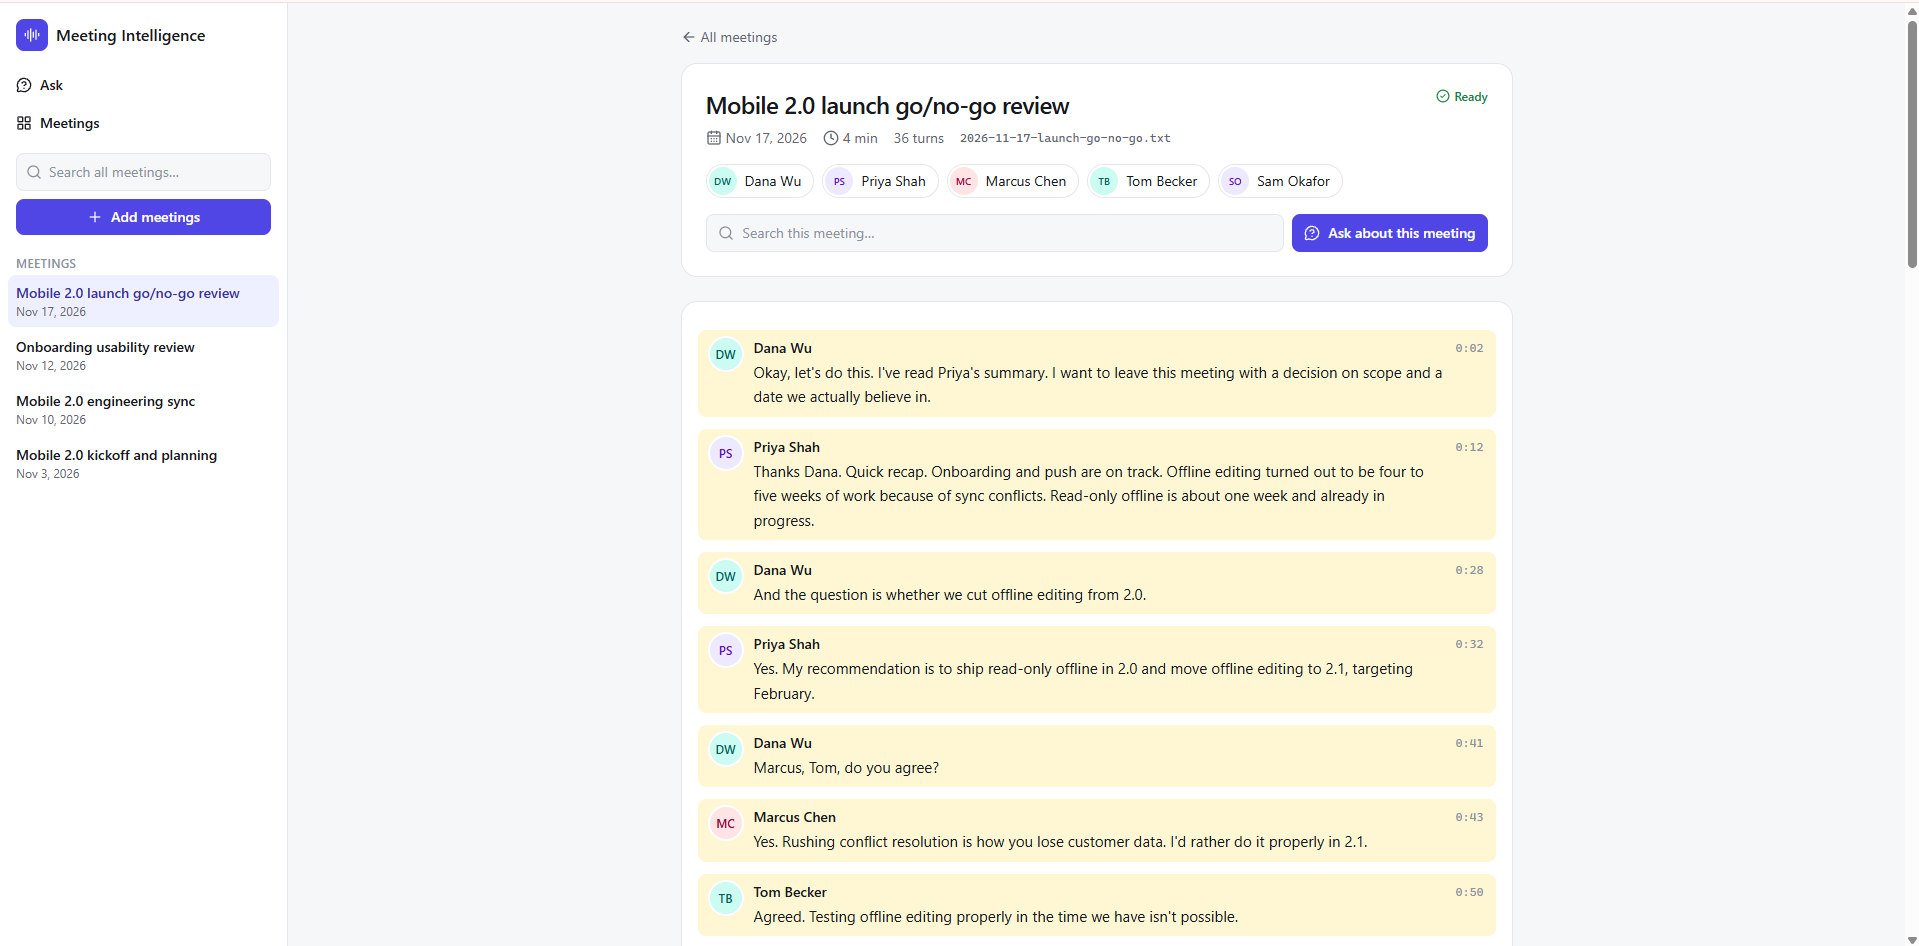 Meeting Intelligence
Ask
Meetings
Search all meetings...
Add meetings
MEETINGS
Mobile 2.0 launch go/no-go review
Nov 17, 2026
Onboarding usability review
Nov 12, 2026
Mobile 2.0 engineering sync
Nov 10, 2026
Mobile 2.0 kickoff and planning
Nov 3, 2026
All meetings
Mobile 2.0 launch go/no-go review
Ready
Nov 17, 2026 4 min 36 turns 2026-11-17-launch-go-no-go.txt
DW Dana Wu PS Priya Shah MC Marcus Chen TB Tom Becker SO Sam Okafor
Search this meeting...
Ask about this meeting
DW Dana Wu 0:02
Okay, let's do this. I've read Priya's summary. I want to leave this meeting with a decision on scope and a
date we actually believe in.
PS Priya Shah 0:12
Thanks Dana. Quick recap. Onboarding and push are on track. Offline editing turned out to be four to
five weeks of work because of sync conflicts. Read-only offline is about one week and already in
progress.
DW Dana Wu 0:28
And the question is whether we cut offline editing from 2.0.
PS Priya Shah 0:32
Yes. My recommendation is to ship read-only offline in 2.0 and move offline editing to 2.1, targeting
February.
DW Dana Wu 0:41
Marcus, Tom, do you agree?
MC Marcus Chen 0:43
Yes. Rushing conflict resolution is how you lose customer data. I'd rather do it properly in 2.1.
TB Tom Becker 0:50
Agreed. Testing offline editing properly in the time we have isn't possible.